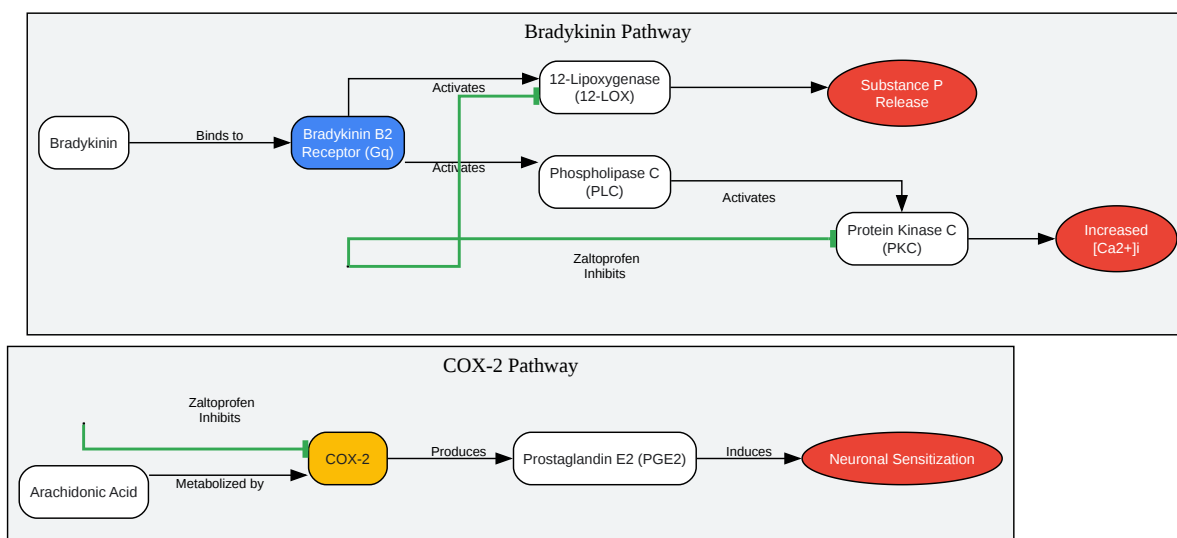 Bradykinin Pathway
12-Lipoxygenase
(12-LOX)
Substance P
Release
Activates
Bradykinin
Binds to
Bradykinin B2
Receptor (Gq)
Activates
Phospholipase C
(PLC)
Activates
Protein Kinase C
(PKC)
Increased
[Ca2+]i
Zaltoprofen
Inhibits
COX-2 Pathway
Zaltoprofen
Inhibits
Arachidonic Acid
Metabolized by
COX-2
Produces
Prostaglandin E2 (PGE2)
Induces
Neuronal Sensitization